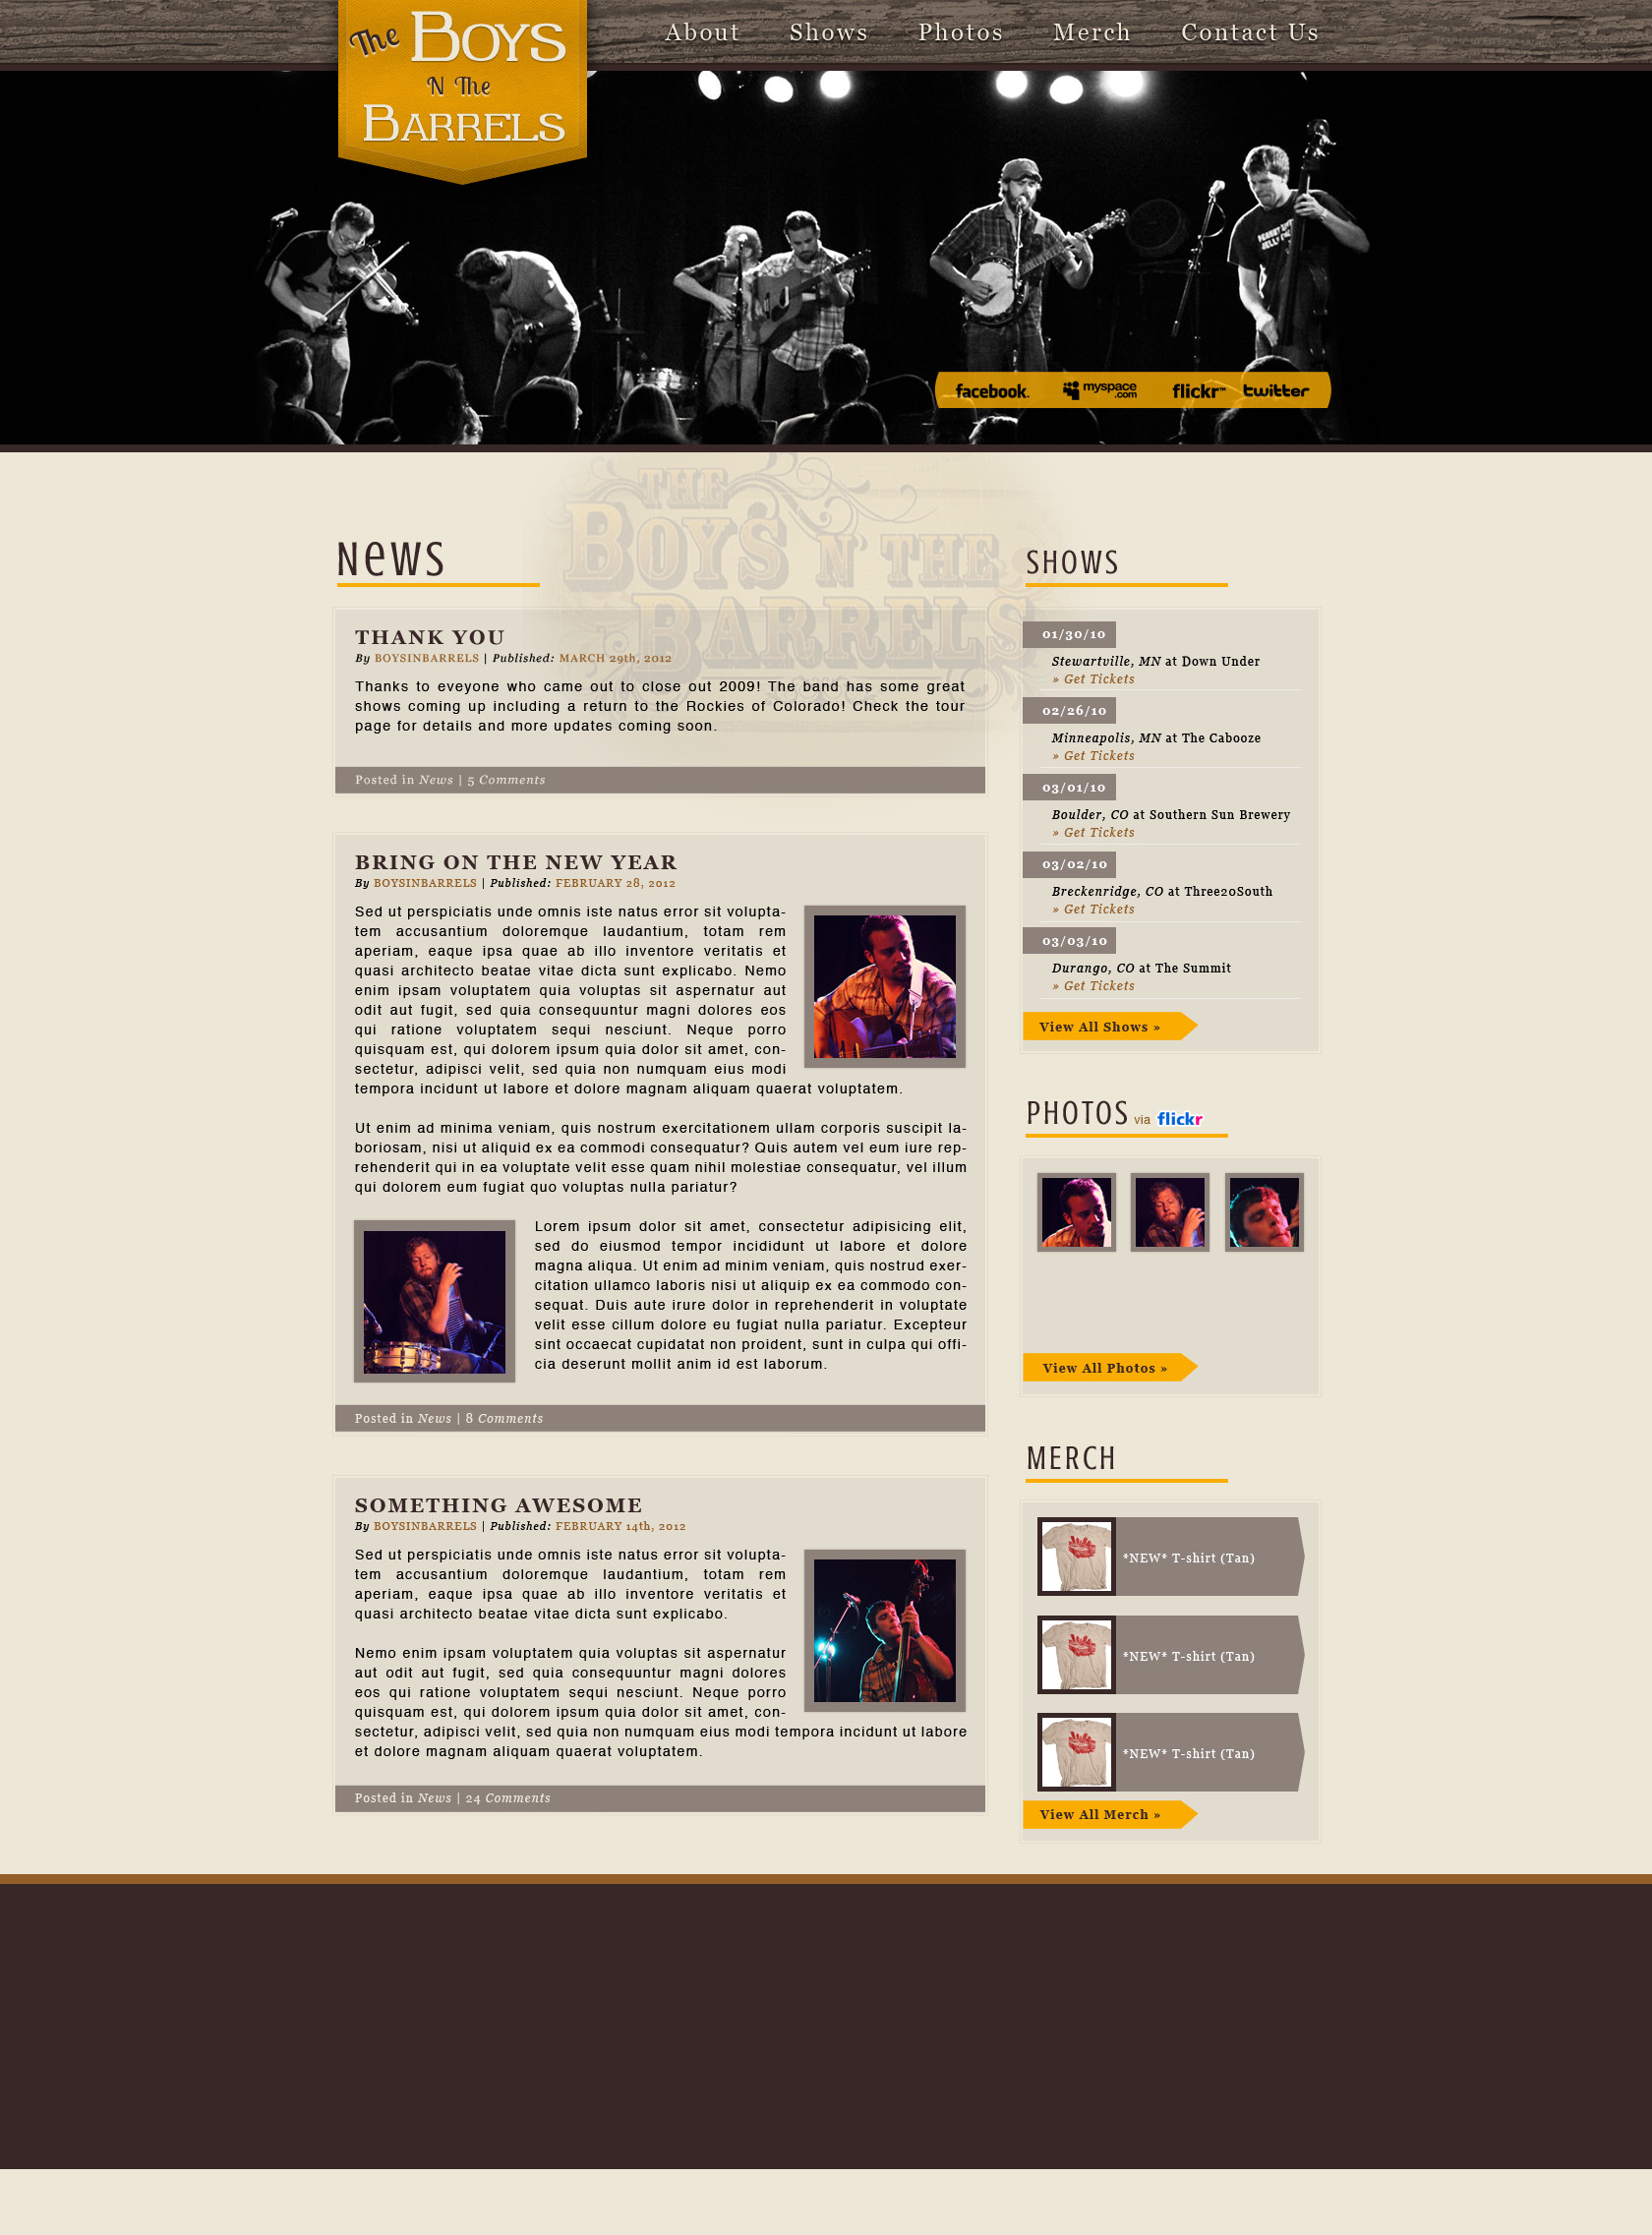 The Boys
N The
Barrels
About Shows Photos Merch Contact Us
PEANUT
JELLY
facebook. myspace.com flickr™ twitter
THE
BOYS 'N' THE
BARRELS
News
THANK YOU
By BOYSINBARRELS | Published: MARCH 29th, 2012
Thanks to eveyone who came out to close out 2009! The band has some great
shows coming up including a return to the Rockies of Colorado! Check the tour
page for details and more updates coming soon.
Posted in News | 5 Comments
BRING ON THE NEW YEAR
By BOYSINBARRELS | Published: FEBRUARY 28, 2012
Sed ut perspiciatis unde omnis iste natus error sit volupta-
tem accusantium doloremque laudantium, totam rem
aperiam, eaque ipsa quae ab illo inventore veritatis et
quasi architecto beatae vitae dicta sunt explicabo. Nemo
enim ipsam voluptatem quia voluptas sit aspernatur aut
odit aut fugit, sed quia consequuntur magni dolores eos
qui ratione voluptatem sequi nesciunt. Neque porro
quisquam est, qui dolorem ipsum quia dolor sit amet, con-
sectetur, adipisci velit, sed quia non numquam eius modi
tempora incidunt ut labore et dolore magnam aliquam quaerat voluptatem.
Ut enim ad minima veniam, quis nostrum exercitationem ullam corporis suscipit la-
boriosam, nisi ut aliquid ex ea commodi consequatur? Quis autem vel eum iure rep-
rehenderit qui in ea voluptate velit esse quam nihil molestiae consequatur, vel illum
qui dolorem eum fugiat quo voluptas nulla pariatur?
Lorem ipsum dolor sit amet, consectetur adipisicing elit,
sed do eiusmod tempor incididunt ut labore et dolore
magna aliqua. Ut enim ad minim veniam, quis nostrud exer-
citation ullamco laboris nisi ut aliquip ex ea commodo con-
sequat. Duis aute irure dolor in reprehenderit in voluptate
velit esse cillum dolore eu fugiat nulla pariatur. Excepteur
sint occaecat cupidatat non proident, sunt in culpa qui offi-
cia deserunt mollit anim id est laborum.
Posted in News | 8 Comments
SOMETHING AWESOME
By BOYSINBARRELS | Published: FEBRUARY 14th, 2012
Sed ut perspiciatis unde omnis iste natus error sit volupta-
tem accusantium doloremque laudantium, totam rem
aperiam, eaque ipsa quae ab illo inventore veritatis et
quasi architecto beatae vitae dicta sunt explicabo.
Nemo enim ipsam voluptatem quia voluptas sit aspernatur
aut odit aut fugit, sed quia consequuntur magni dolores
eos qui ratione voluptatem sequi nesciunt. Neque porro
quisquam est, qui dolorem ipsum quia dolor sit amet, con-
sectetur, adipisci velit, sed quia non numquam eius modi tempora incidunt ut labore
et dolore magnam aliquam quaerat voluptatem.
Posted in News | 24 Comments
SHOWS
01/30/10
Stewartville, MN at Down Under
» Get Tickets
02/26/10
Minneapolis, MN at The Cabooze
» Get Tickets
03/01/10
Boulder, CO at Southern Sun Brewery
» Get Tickets
03/02/10
Breckenridge, CO at Three20South
» Get Tickets
03/03/10
Durango, CO at The Summit
» Get Tickets
View All Shows »
PHOTOS via flickr
View All Photos »
MERCH
*NEW* T-shirt (Tan)
*NEW* T-shirt (Tan)
*NEW* T-shirt (Tan)
View All Merch »